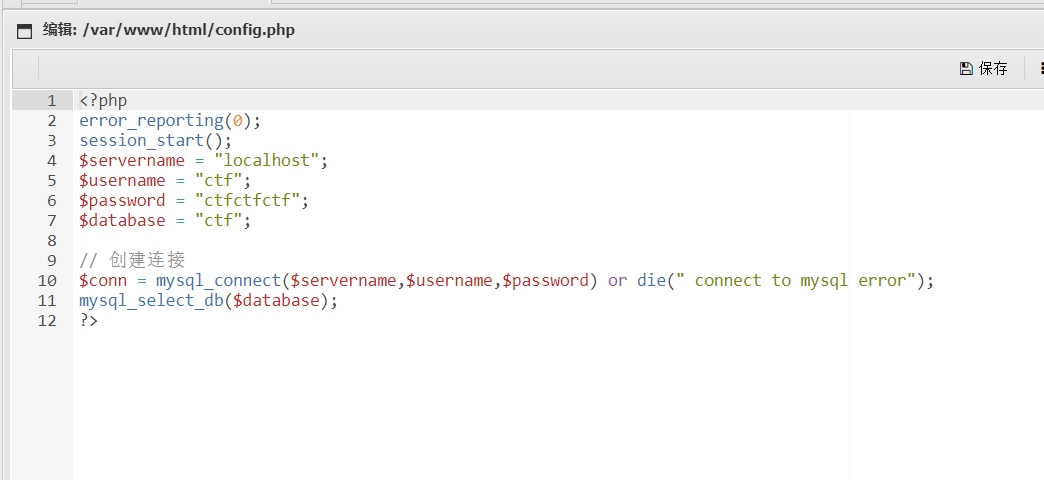 编辑: /var/www/html/config.php
保存
1 <?php
2 error_reporting(0);
3 session_start();
4 $servername = "localhost";
5 $username = "ctf";
6 $password = "ctfctfctf";
7 $database = "ctf";
8
9 // 创建连接
10 $conn = mysql_connect($servername,$username,$password) or die(" connect to mysql error");
11 mysql_select_db($database);
12 ?>